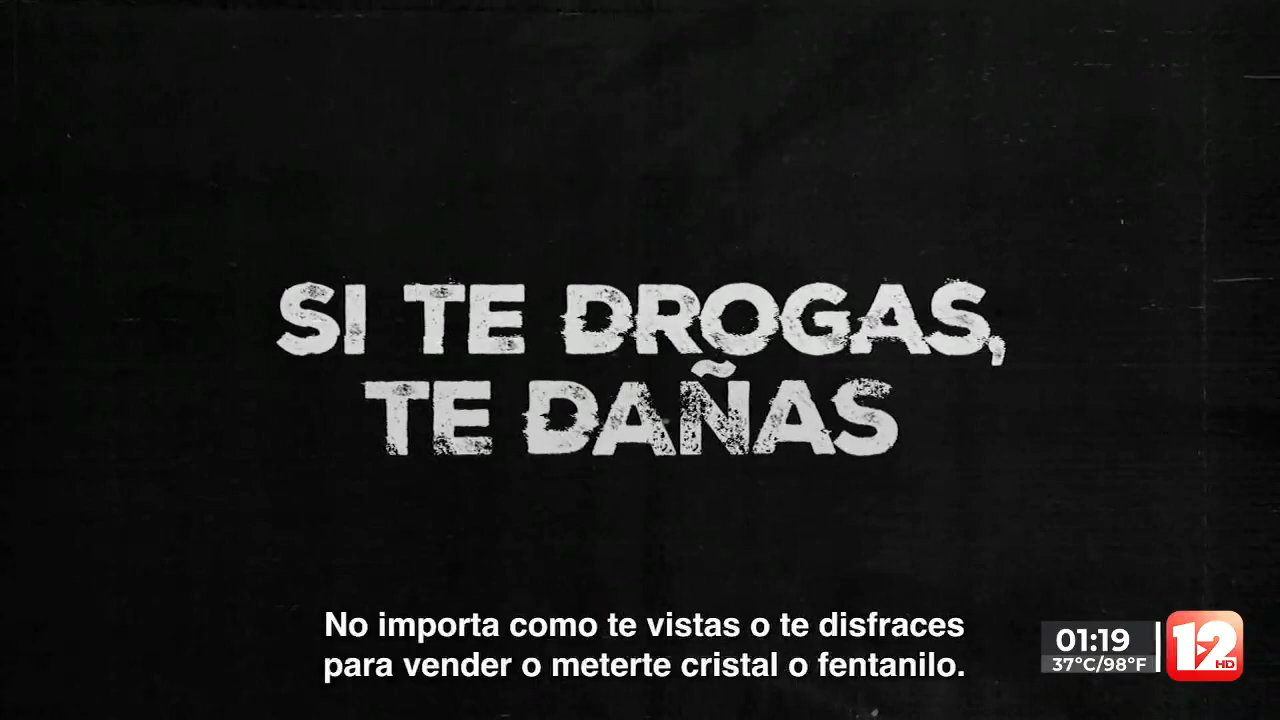 SI TE DROGAS,
TE DAÑAS
No importa como te vistas o te disfraces
para vender o meterte cristal o fentanilo.
01:19
37°C/98°F
12
HD